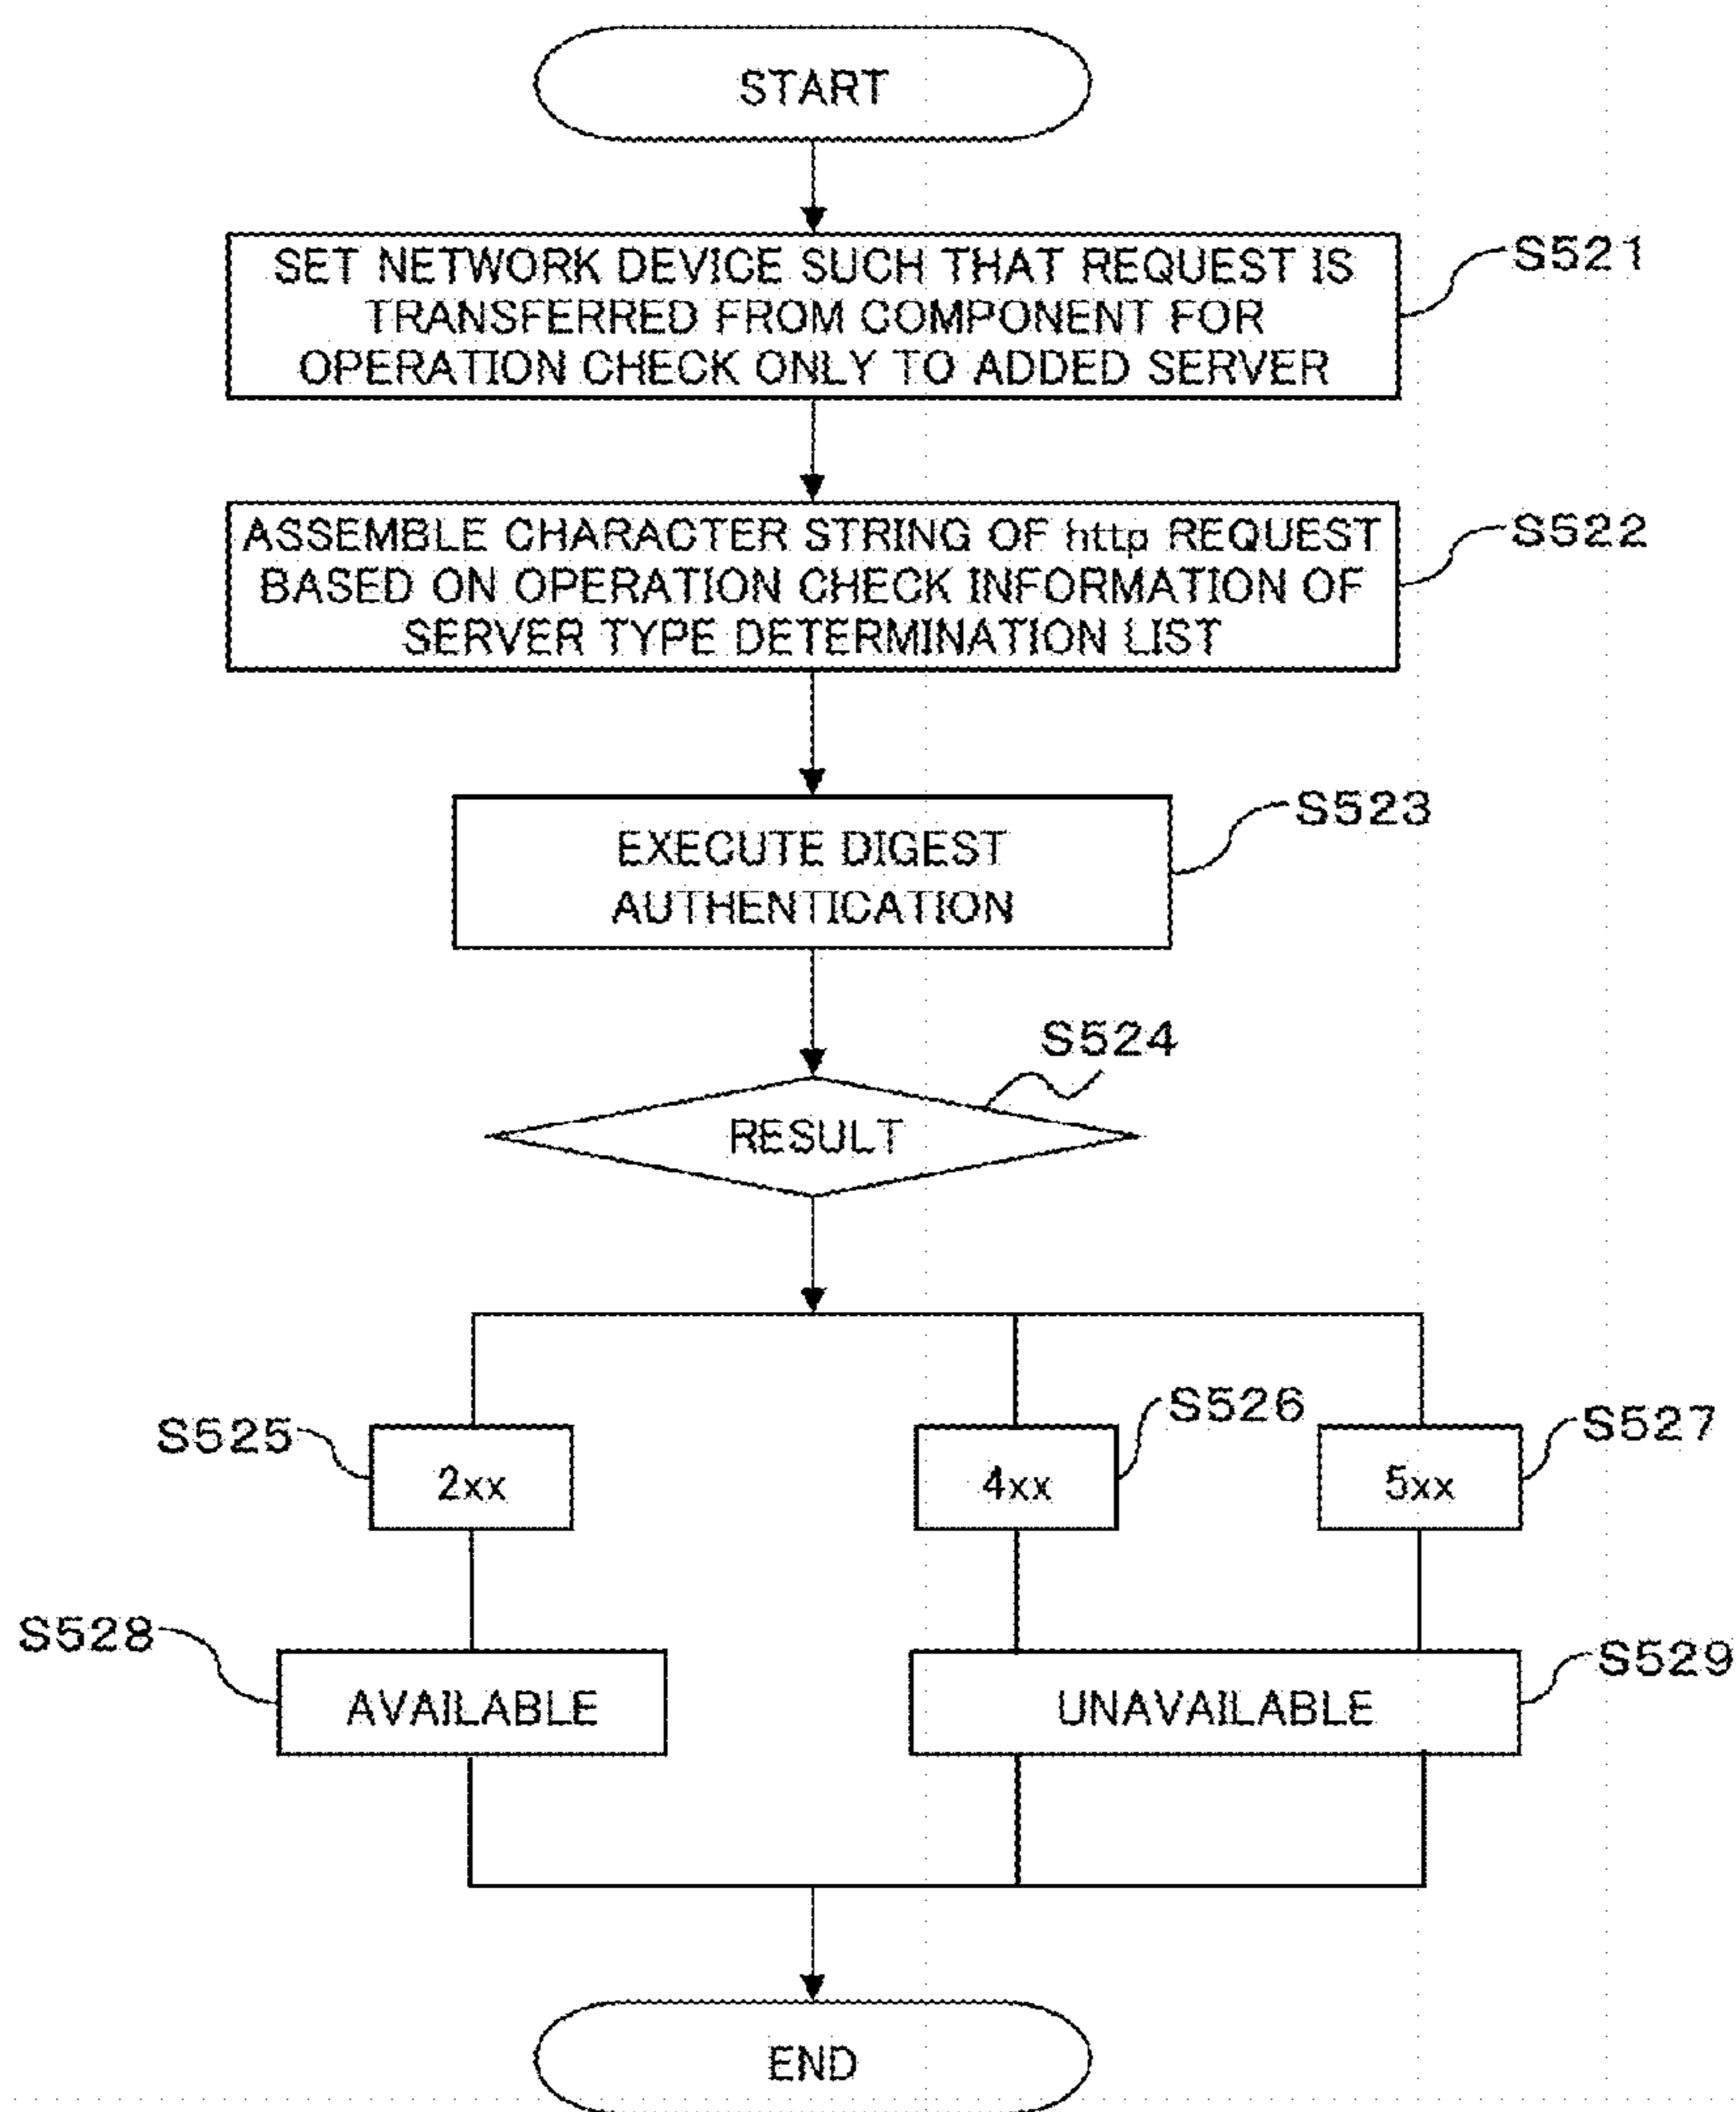 START
SET NETWORK DEVICE SUCH THAT REQUEST IS
TRANSFERRED FROM COMPONENT FOR
OPERATION CHECK ONLY TO ADDED SERVER
S521
ASSEMBLE CHARACTER STRING OF http REQUEST
BASED ON OPERATION CHECK INFORMATION OF
SERVER TYPE DETERMINATION LIST
S522
EXECUTE DIGEST
AUTHENTICATION
S523
S524
RESULT
S525
2xx
S526
4xx
S527
5xx
S528
AVAILABLE
S529
UNAVAILABLE
END